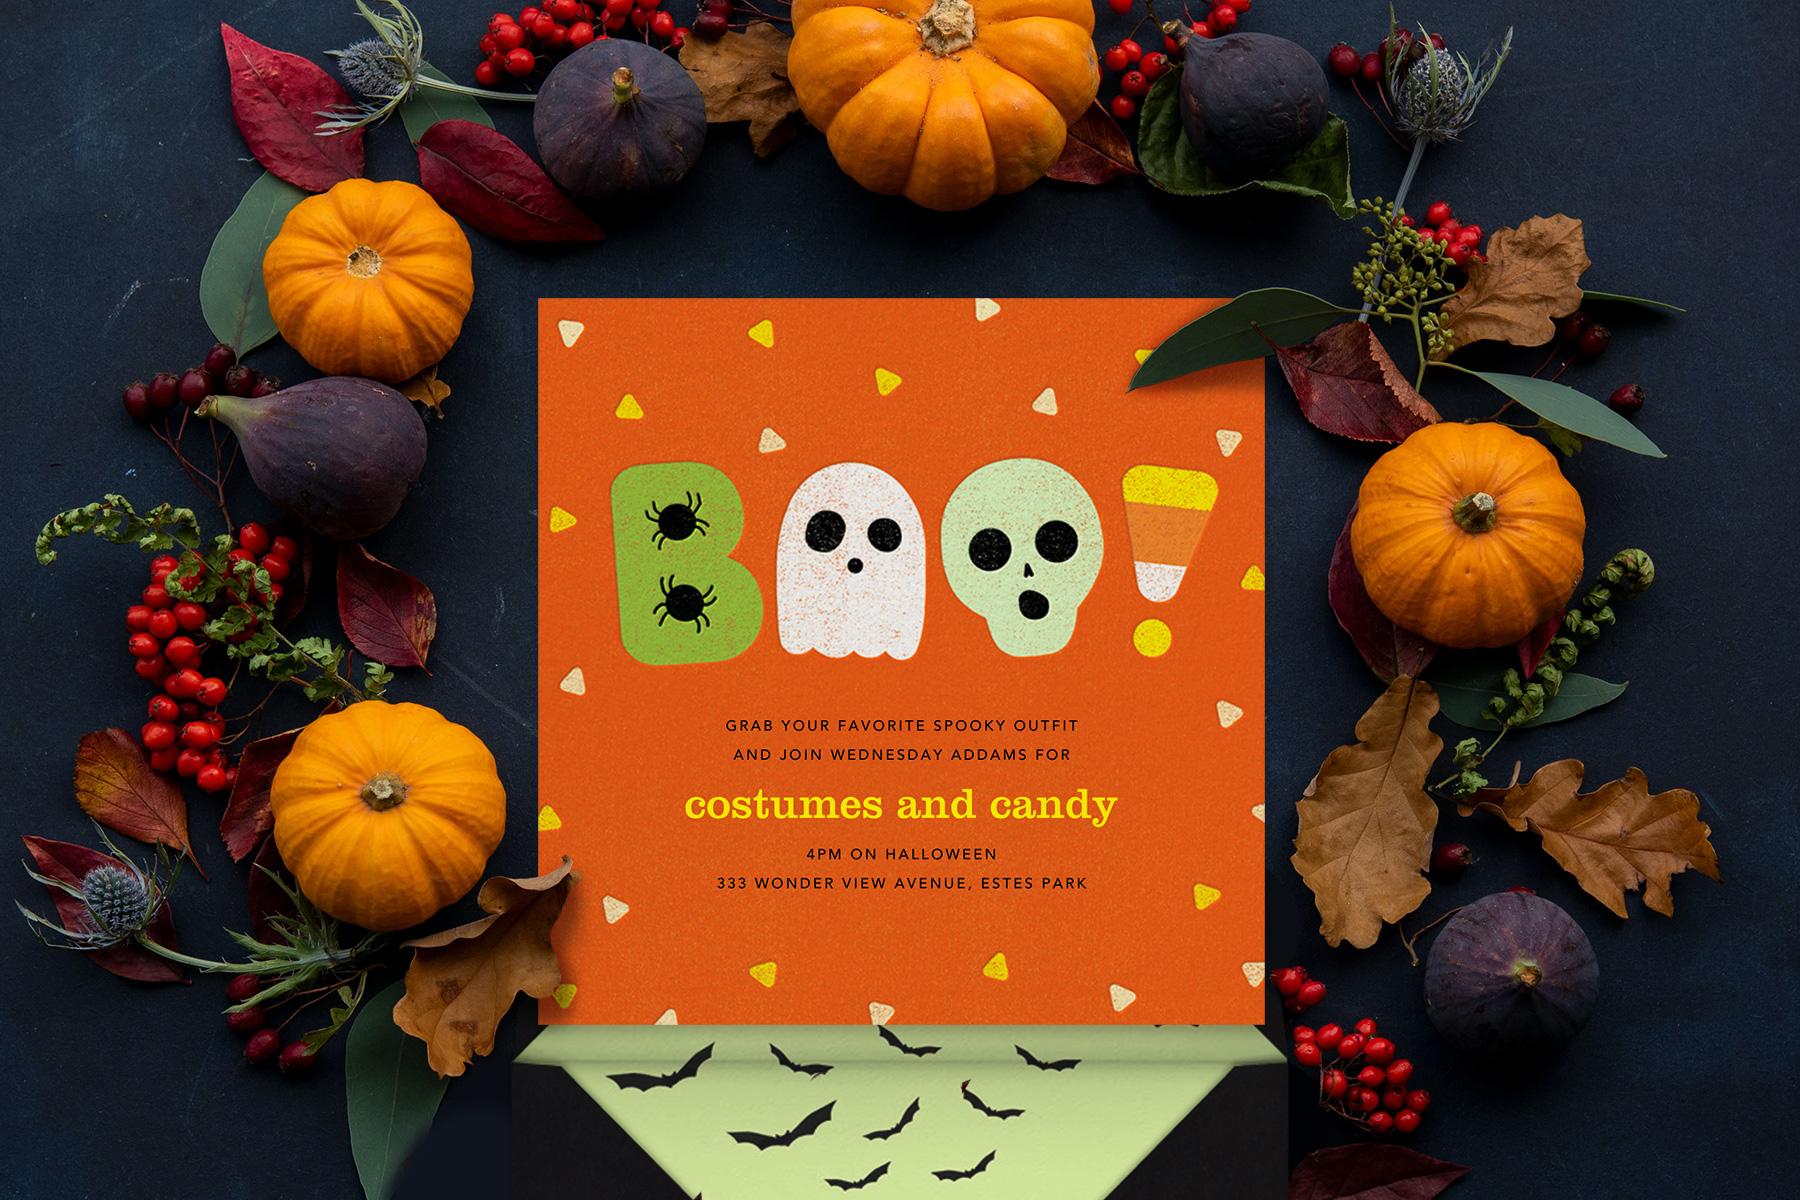 BOO!
GRAB YOUR FAVORITE SPOOKY OUTFIT
AND JOIN WEDNESDAY ADDAMS FOR
costumes and candy
4PM ON HALLOWEEN
333 WONDER VIEW AVENUE, ESTES PARK